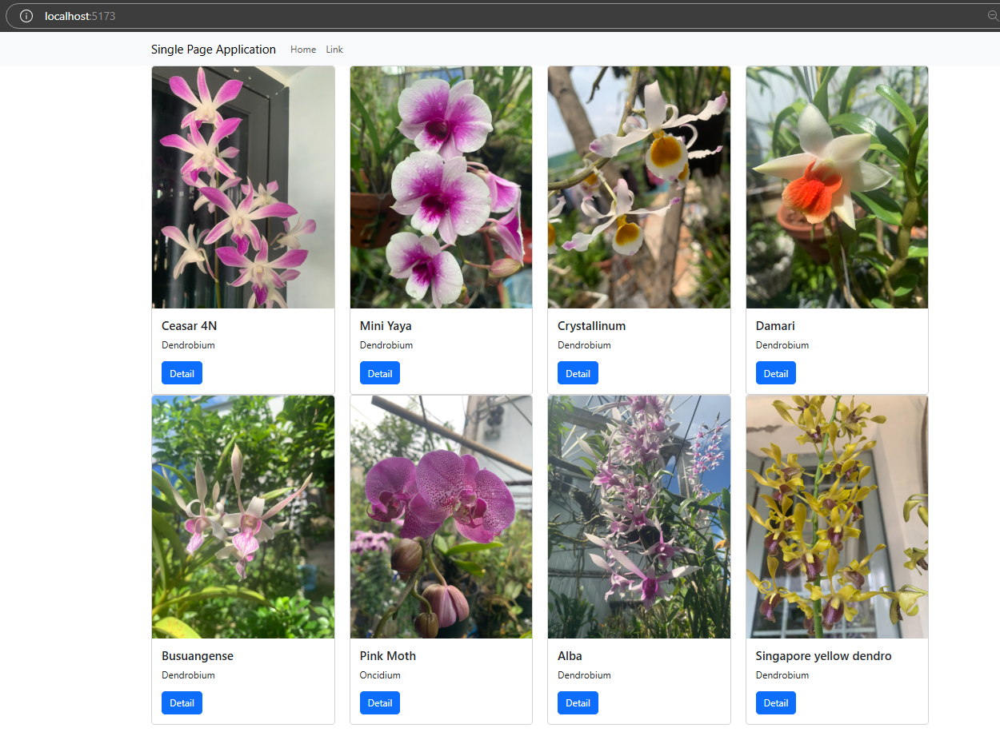 localhost:5173
Single Page Application Home Link
Ceasar 4N
Dendrobium
Detail
Mini Yaya
Dendrobium
Detail
Crystallinum
Dendrobium
Detail
Damari
Dendrobium
Detail
Busuangense
Dendrobium
Detail
Pink Moth
Oncidium
Detail
Alba
Dendrobium
Detail
Singapore yellow dendro
Dendrobium
Detail